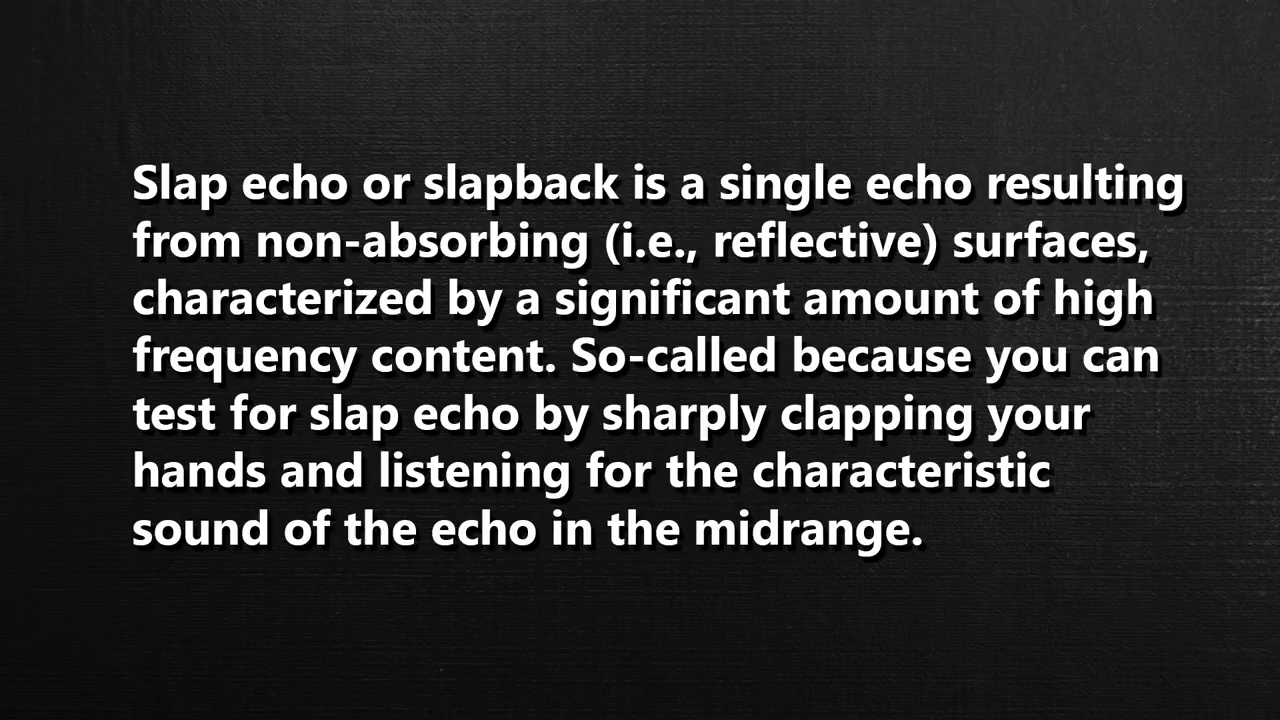 Slap echo or slapback is a single echo resulting
from non-absorbing (i.e., reflective) surfaces,
characterized by a significant amount of high
frequency content. So-called because you can
test for slap echo by sharply clapping your
hands and listening for the characteristic
sound of the echo in the midrange.